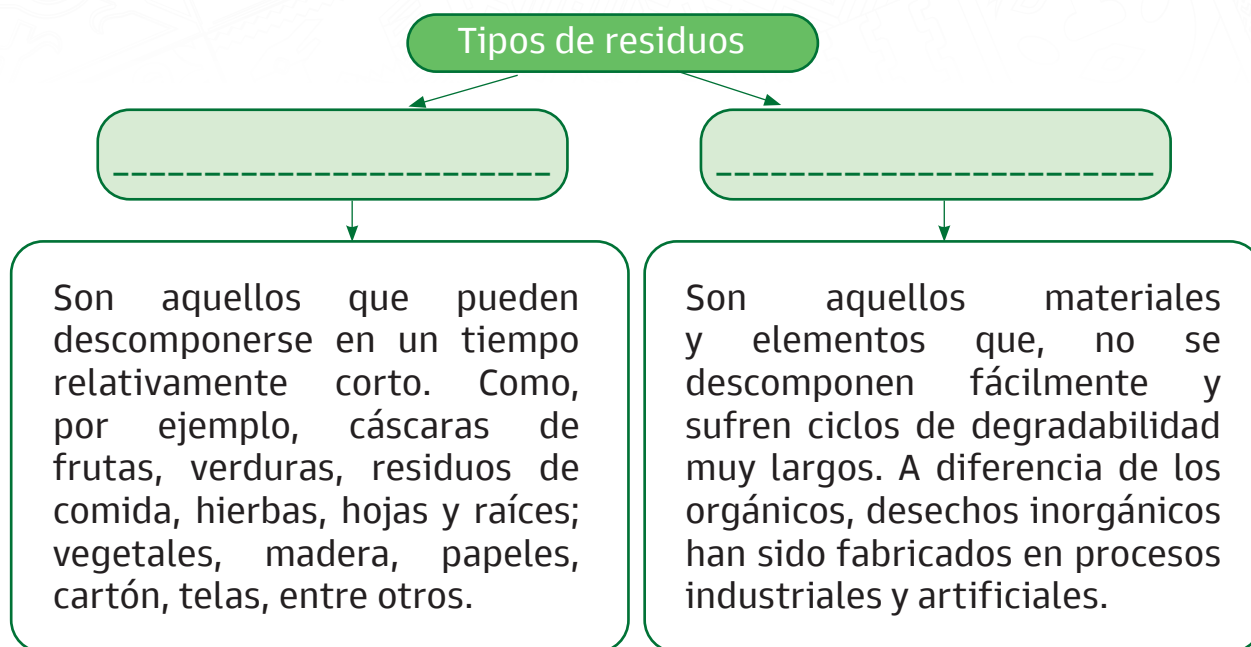 Tipos de residuos
Son aquellos que pueden
descomponerse en un tiempo
relativamente corto. Como,
por ejemplo, cáscaras de
frutas, verduras, residuos de
comida, hierbas, hojas y raíces;
vegetales, madera, papeles,
cartón, telas, entre otros.
Son aquellos materiales
y elementos que, no se
descomponen fácilmente y
sufren ciclos de degradabilidad
muy largos. A diferencia de los
orgánicos, desechos inorgánicos
han sido fabricados en procesos
industriales y artificiales.